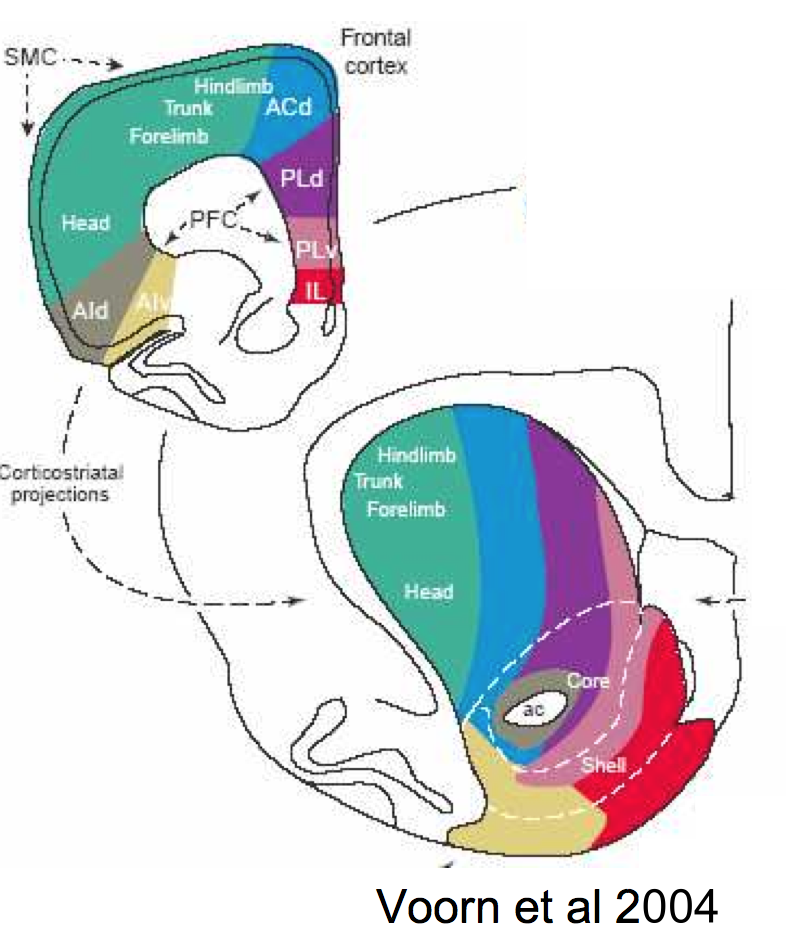 Frontal
cortex
SMC
Hindlimb
Trunk
ACd
Forelimb
PLd
Head
PFC
PLv
IL
AId
AIv
Corticostriatal
projections
Hindlimb
Trunk
Forelimb
Head
Core
ac
Shell
Voorn et al 2004